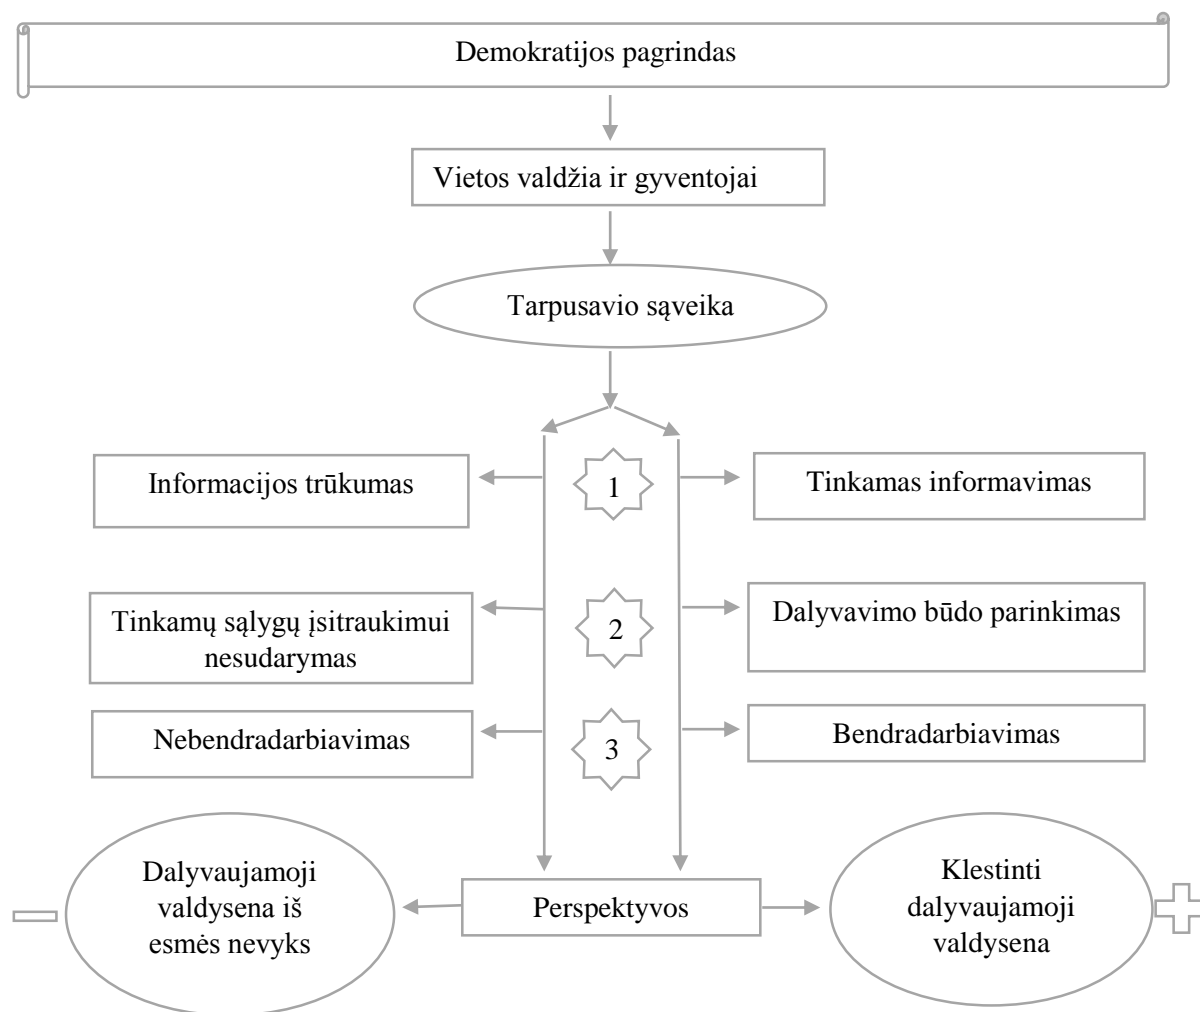 Demokratijos pagrindas
Vietos valdžia ir gyventojai
Tarpusavio sąveika
Informacijos trūkumas
1
Tinkamas informavimas
Tinkamų sąlygų įsitraukimui
nesudarymas
2
Dalyvavimo būdo parinkimas
Nebendradarbiavimas
3
Bendradarbiavimas
Dalyvaujamoji
valdysena iš
esmės nevyks
Perspektyvos
Klestinti
dalyvaujamoji
valdysena